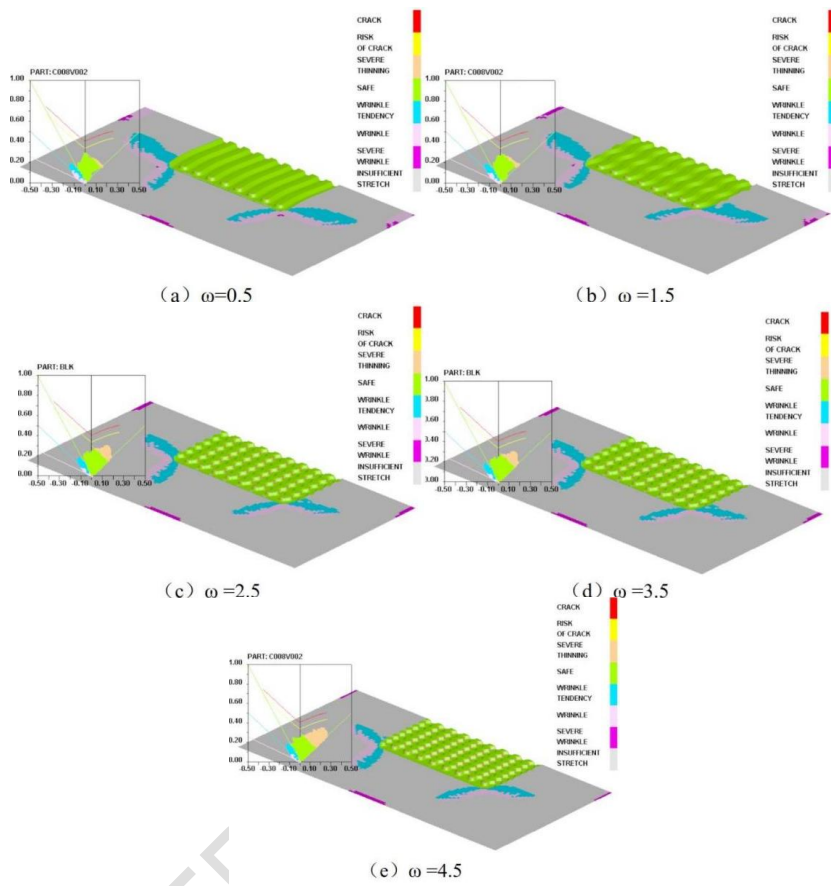 CRACK
RISK
OF CRACK
SEVERE
THINNING
SAFE
WRINKLE
TENDENCY
WRINKLE
SEVERE
WRINKLE
INSUFFICIENT
STRETCH
PART: C000V002
1.00
0.80
0.60
0.40
0.20
0.00
-0.50 -0.30 -0.10 0.10 0.30 0.50
(a) ω=0.5
CRACK
RISK
OF CRACK
SEVERE
THINNING
SAFE
WRINKLE
TENDENCY
WRINKLE
SEVERE
WRINKLE
INSUFFICIENT
STRETCH
PART: C000V002
1.00
0.80
0.60
0.40
0.20
0.00
-0.50 -0.30 -0.10 0.10 0.30 0.50
(b) ω =1.5
CRACK
RISK
OF CRACK
SEVERE
THINNING
SAFE
WRINKLE
TENDENCY
WRINKLE
SEVERE
WRINKLE
INSUFFICIENT
STRETCH
PART: BLK
1.00
0.80
0.60
0.40
0.20
0.00
-0.50 -0.30 -0.10 0.10 0.30 0.50
(c) ω =2.5
CRACK
RISK
OF CRACK
SEVERE
THINNING
SAFE
WRINKLE
TENDENCY
WRINKLE
SEVERE
WRINKLE
INSUFFICIENT
STRETCH
PART: BLK
1.00
3.80
3.60
3.40
3.20
3.00
-0.50 -0.30 -0.10 0.10 0.30 0.50
(d) ω =3.5
CRACK
RISK
OF CRACK
SEVERE
THINNING
SAFE
WRINKLE
TENDENCY
WRINKLE
SEVERE
WRINKLE
INSUFFICIENT
STRETCH
PART: C000V002
1.00
0.80
0.60
0.40
0.20
0.00
-0.50 -0.30 -0.10 0.10 0.30 0.50
(e) ω =4.5